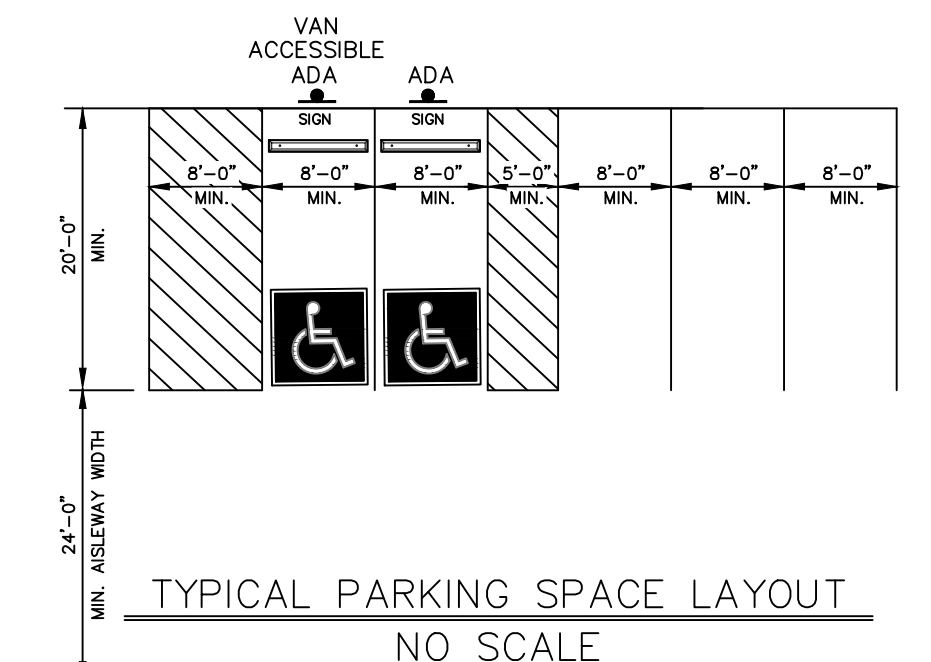 VAN
ACCESSIBLE
ADA
ADA
SIGN
SIGN
8'-0"
8'-0"
8'-0"
5'-0"
8'-0"
8'-0"
8'-0"
MIN.
MIN.
MIN.
MIN.
MIN.
MIN.
MIN.
20'-0"
MIN.
24'-0"
MIN. AISLEWAY WIDTH
TYPICAL PARKING SPACE LAYOUT
NO SCALE